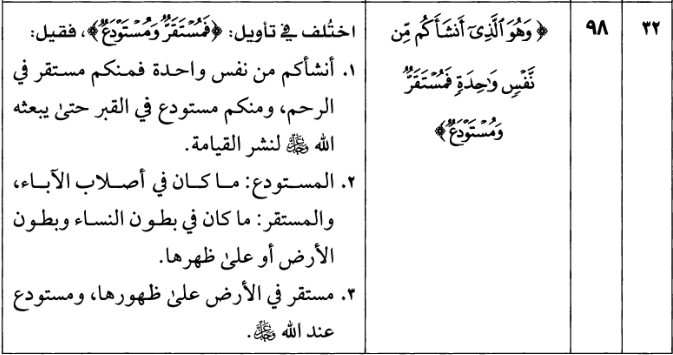 ٣٢
٩٨
﴿ وَهُوَ ٱلَّذِيٓ أَنشَأَكُم مِّن
نَّفۡسٖ وَٰحِدَةٖ فَمُسۡتَقَرّٞ
وَمُسۡتَوۡدَعٞ﴾
اختُلف في تأويل: ﴿فَمُسۡتَقَرّٞ وَمُسۡتَوۡدَعٞ﴾، فقيل:
١. أنشأكم من نفس واحدة فمنكم مستقر في
الرحم، ومنكم مستودع في القبر حتىٰ يبعثه
الله ﷻ لنشر القيامة.
٢. المستودع: ما كان في أصلاب الآباء،
والمستقر: ما كان في بطون النساء وبطون
الأرض أو علىٰ ظهرها.
٣. مستقر في الأرض علىٰ ظهورها، ومستودع
عند الله ﷻ.